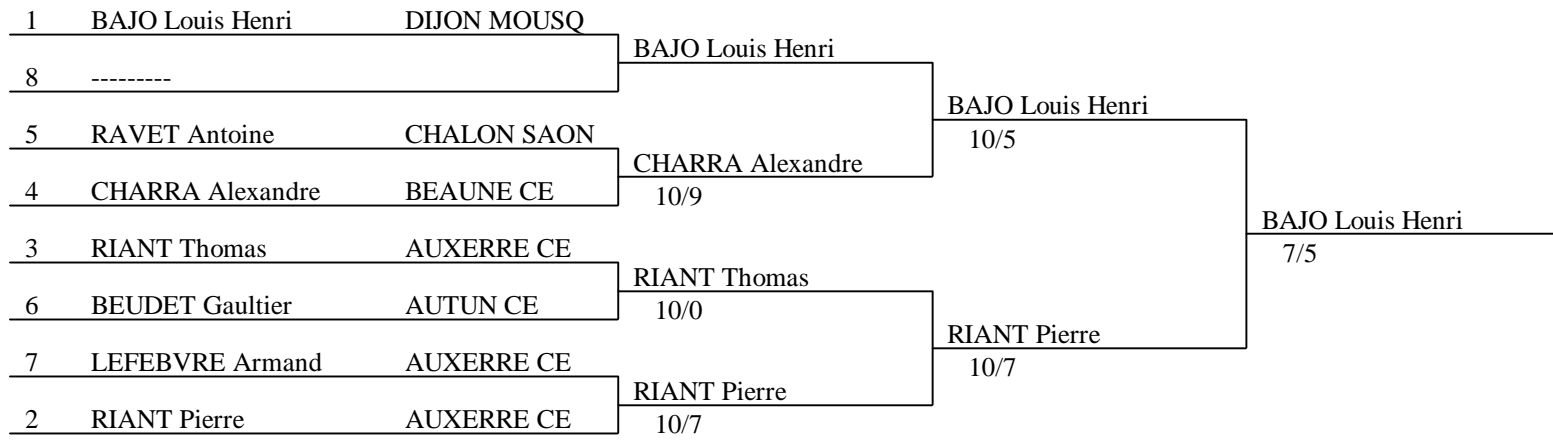 1 BAJO Louis Henri DIJON MOUSQ
BAJO Louis Henri
8 ---------
BAJO Louis Henri
5 RAVET Antoine CHALON SAON
10/5
CHARRA Alexandre
4 CHARRA Alexandre BEAUNE CE
10/9
BAJO Louis Henri
3 RIANT Thomas AUXERRE CE
7/5
RIANT Thomas
6 BEUDET Gaultier AUTUN CE
10/0
RIANT Pierre
7 LEFEBVRE Armand AUXERRE CE
10/7
RIANT Pierre
2 RIANT Pierre AUXERRE CE
10/7